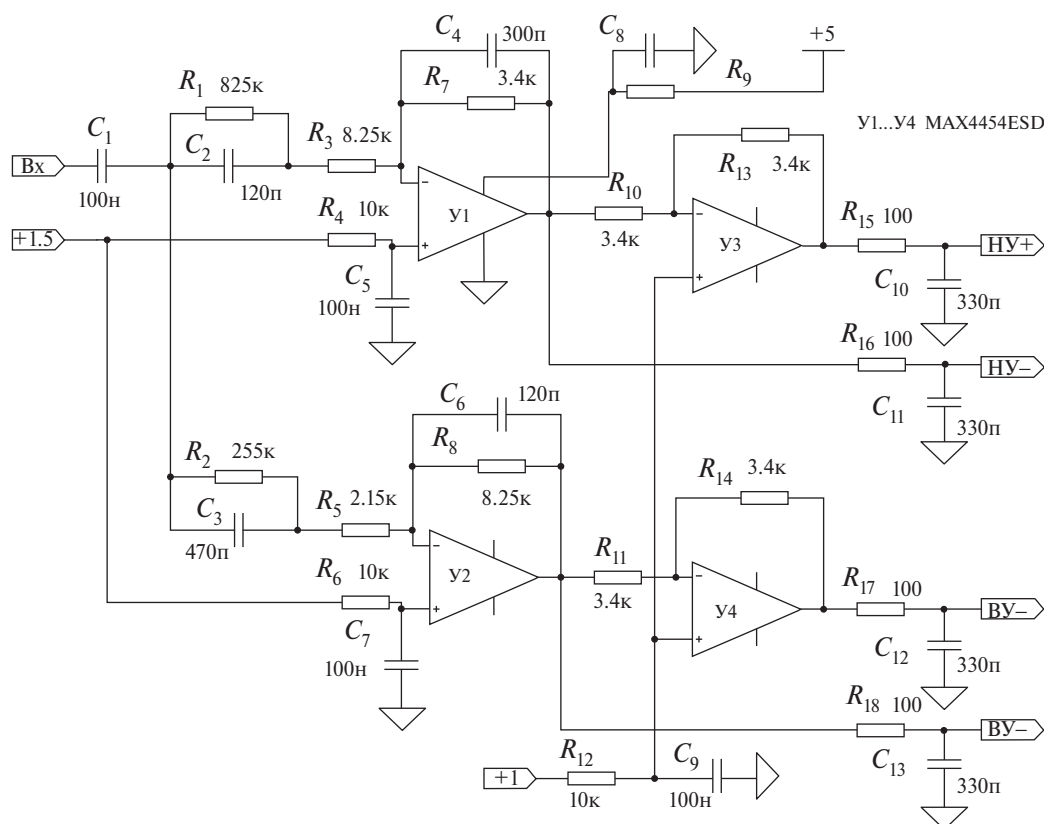 C4 300п
C8
+5
R1 825к
R7 3.4к
R9
C1
C2
R3 8.25к
У1...У4 MAX4454ESD
Вх
100н
120п
R13 3.4к
R4 10к
У1
R10
3.4к
У3
R15 100
+1.5
НУ+
C5
100н
C10
330п
R16 100
НУ–
C6 120п
C11
330п
R2 255к
R8
8.25к
R14 3.4к
C3
470п
R5 2.15к
R6 10к
У2
R11
3.4к
У4
R17 100
ВУ–
C7
100н
C12
330п
R18 100
ВУ–
R12
C9
C13
+1
10к
100н
330п